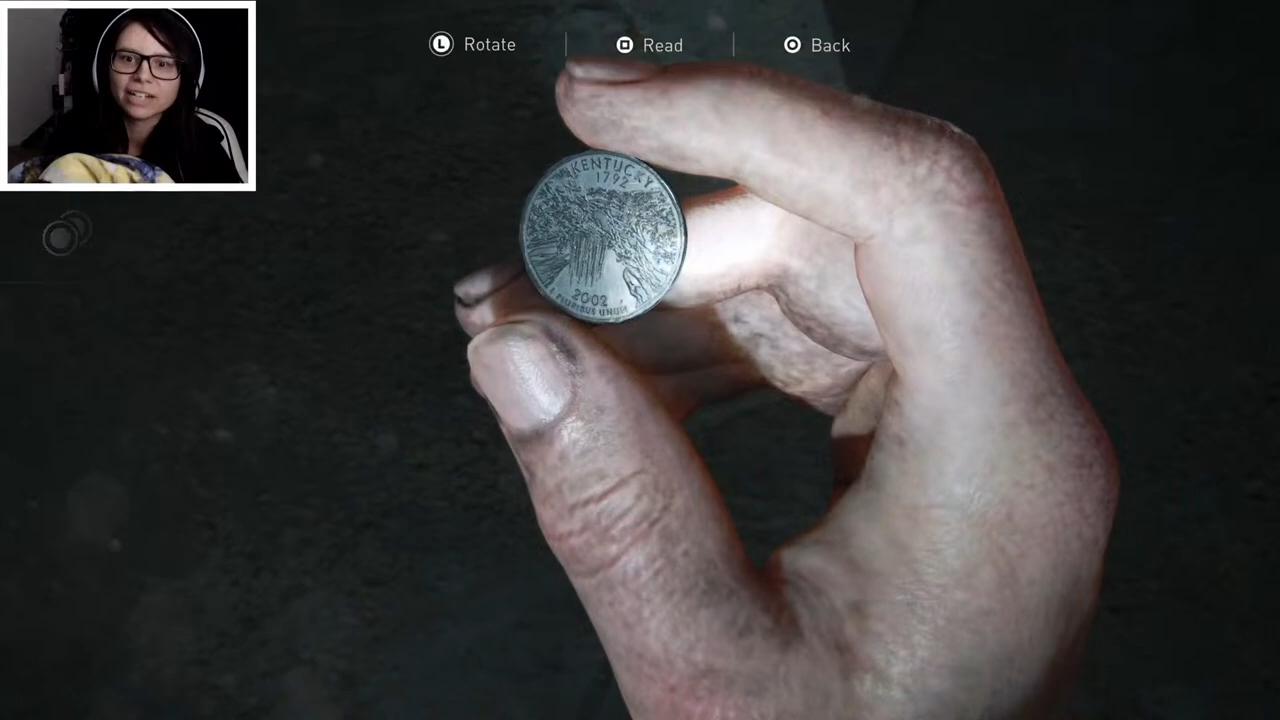 L Rotate | Read | Back
KENTUCKY
1792
2002
E PLURIBUS UNUM